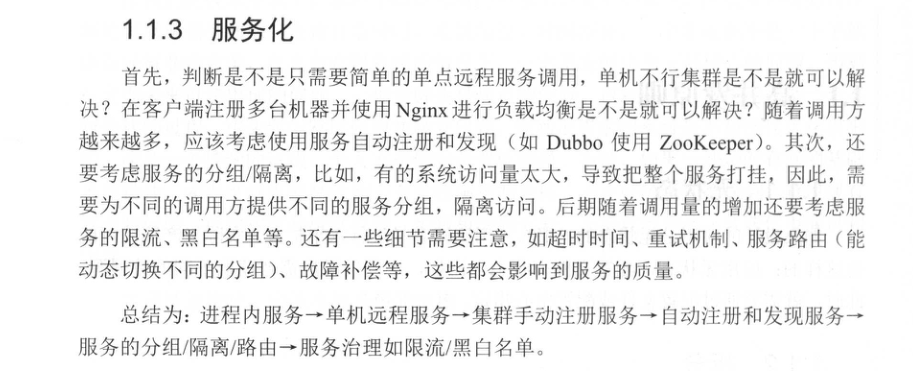 1.1.3 服务化
首先，判断是不是只需要简单的单点远程服务调用，单机不行集群是不是就可以解
决？在客户端注册多台机器并使用 Nginx 进行负载均衡是不是就可以解决？随着调用方
越来越多，应该考虑使用服务自动注册和发现（如 Dubbo 使用 ZooKeeper）。其次，还
要考虑服务的分组/隔离，比如，有的系统访问量太大，导致把整个服务打挂，因此，需
要为不同的调用方提供不同的服务分组，隔离访问。后期随着调用量的增加还要考虑服
务的限流、黑白名单等。还有一些细节需要注意，如超时时间、重试机制、服务路由（能
动态切换不同的分组）、故障补偿等，这些都会影响到服务的质量。
总结为：进程内服务→单机远程服务→集群手动注册服务→自动注册和发现服务→
服务的分组/隔离/路由→服务治理如限流/黑白名单。